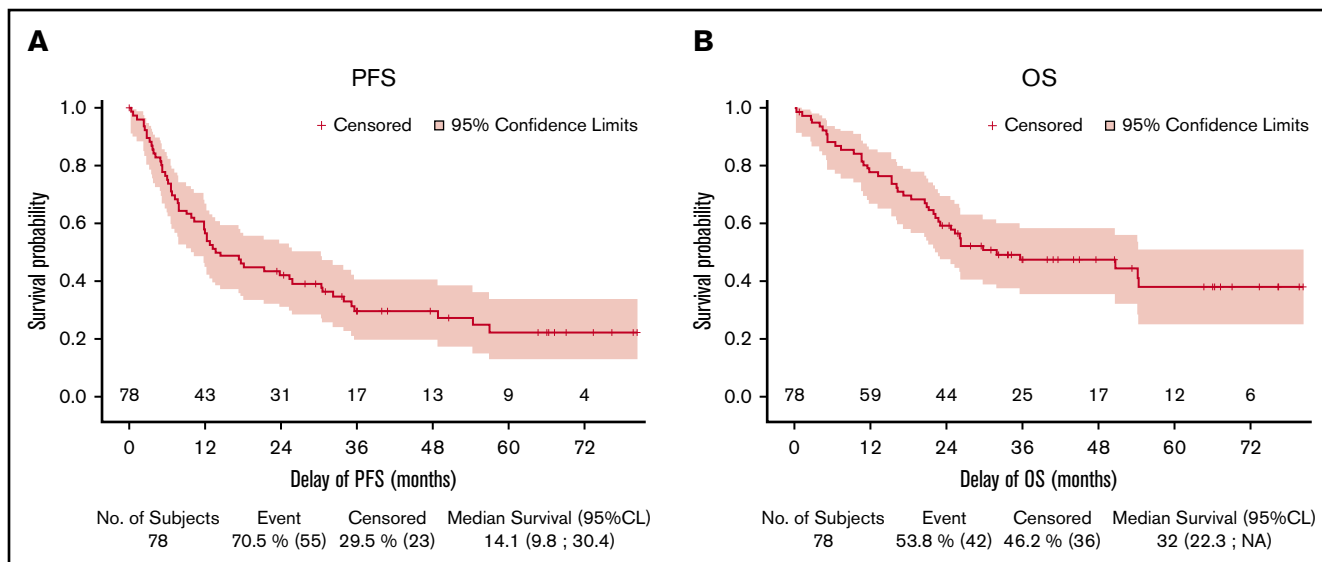 A
PFS
Censored 95% Confidence Limits
Survival probability
1.0
0.8
0.6
0.4
0.2
0.0
78 43 31 17 13 9 4
0 12 24 36 48 60 72
Delay of PFS (months)
No. of Subjects Event Censored Median Survival (95%CL)
78 70.5 % (55) 29.5 % (23) 14.1 (9.8 ; 30.4)
B
OS
Censored 95% Confidence Limits
Survival probability
1.0
0.8
0.6
0.4
0.2
0.0
78 59 44 25 17 12 6
0 12 24 36 48 60 72
Delay of OS (months)
No. of Subjects Event Censored Median Survival (95%CL)
78 53.8 % (42) 46.2 % (36) 32 (22.3 ; NA)